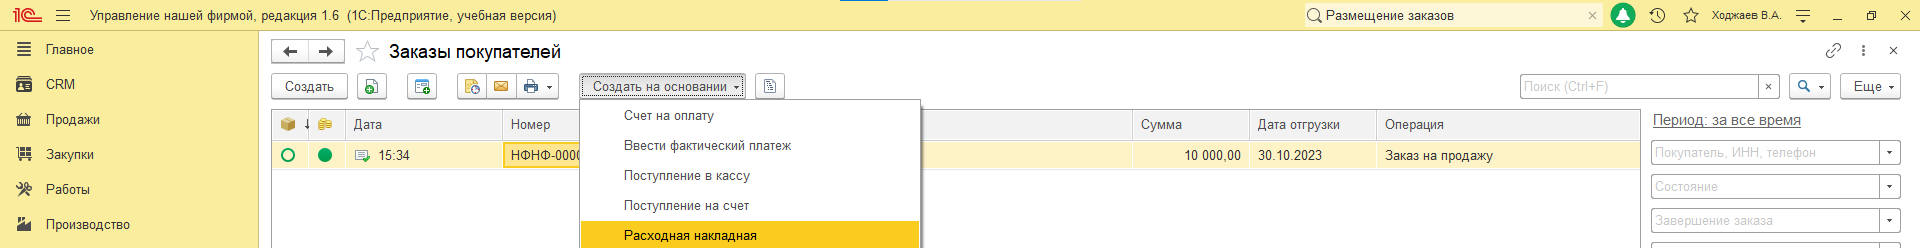 1С Управление нашей фирмой, редакция 1.6 (1С:Предприятие, учебная версия) Размещение заказов Ходжаев В.А.
Главное
CRM
Продажи
Закупки
Работы
Производство
Заказы покупателей
Создать Создать на основании Поиск (Ctrl+F) Еще
Дата Номер Сумма Дата отгрузки Операция
15:34 НФНФ-0000 10 000,00 30.10.2023 Заказ на продажу
Счет на оплату
Ввести фактический платеж
Поступление в кассу
Поступление на счет
Расходная накладная
Период: за все время
Покупатель, ИНН, телефон
Состояние
Завершение заказа